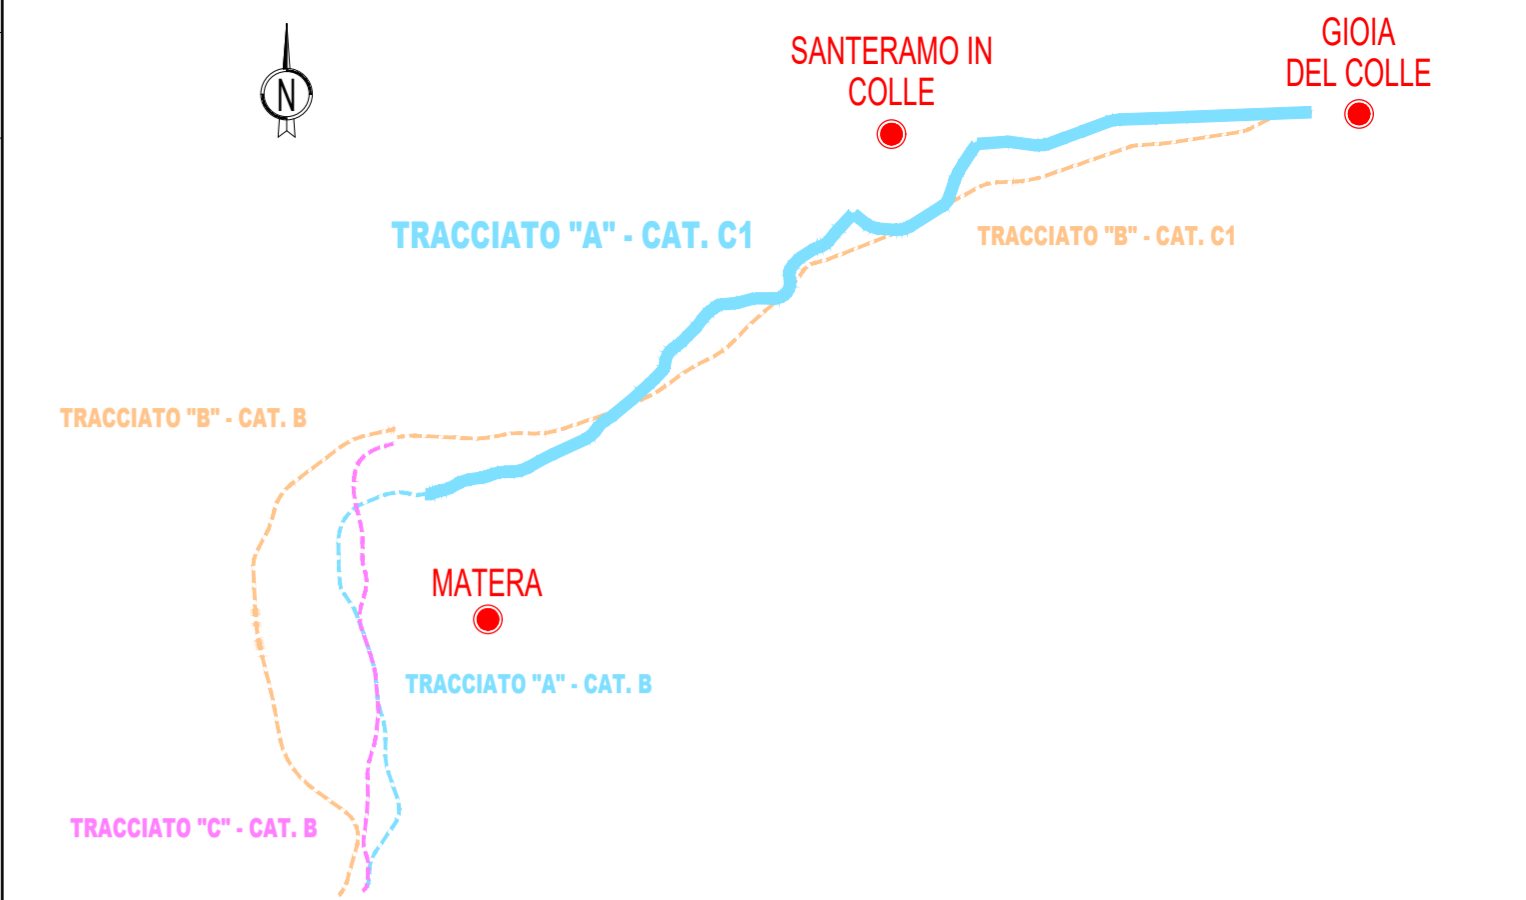 N
SANTERAMO IN
COLLE
GIOIA
DEL COLLE
TRACCIATO "A" - CAT. C1
TRACCIATO "B" - CAT. C1
TRACCIATO "B" - CAT. B
MATERA
TRACCIATO "A" - CAT. B
TRACCIATO "C" - CAT. B